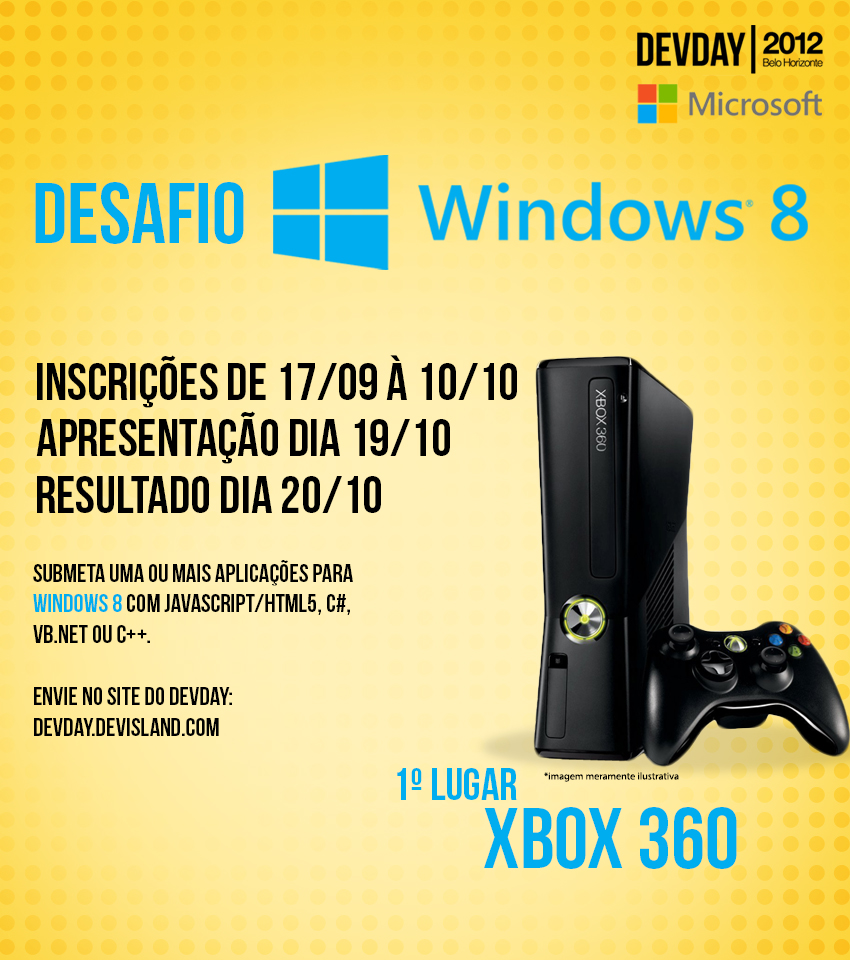 DEVDAY | 2012
Belo Horizonte
Microsoft
DESAFIO Windows® 8
INSCRIÇÕES DE 17/09 À 10/10
APRESENTAÇÃO DIA 19/10
RESULTADO DIA 20/10
XBOX 360
SUBMETA UMA OU MAIS APLICAÇÕES PARA
WINDOWS 8 COM JAVASCRIPT/HTML5, C#,
VB.NET OU C++.
ENVIE NO SITE DO DEVDAY:
DEVDAY.DEVISLAND.COM
*imagem meramente ilustrativa
1º LUGAR
XBOX 360